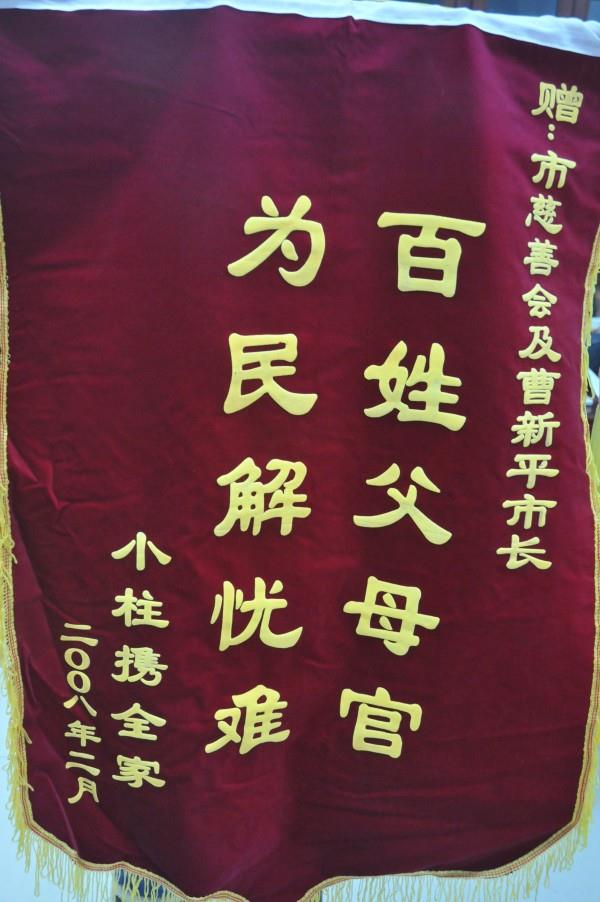 赠：市慈善会及曹新平市长
百姓父母官
为民解忧难
小柱携全家
二〇〇八年二月